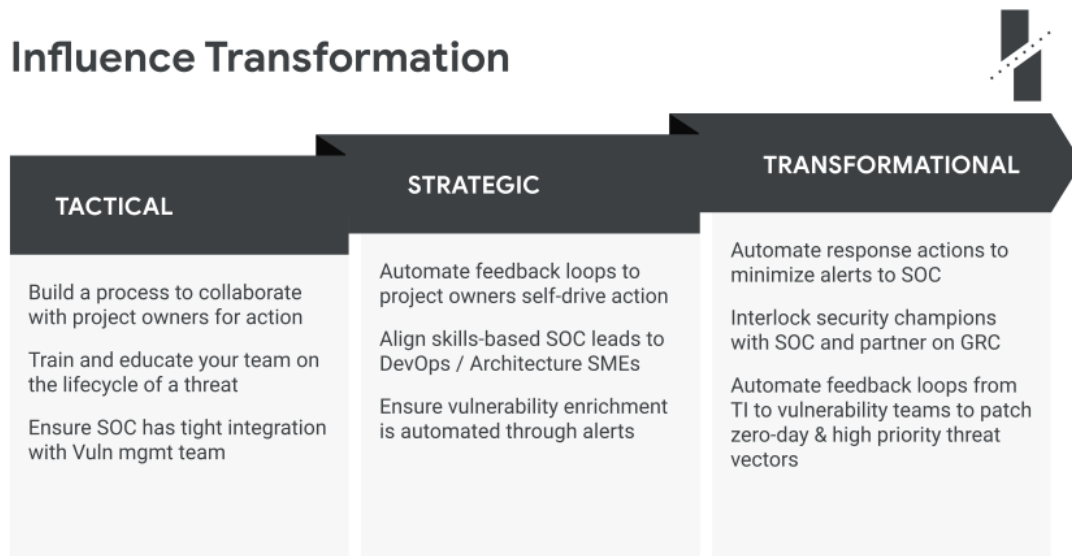 Influence Transformation
TACTICAL
Build a process to collaborate
with project owners for action
Train and educate your team on
the lifecycle of a threat
Ensure SOC has tight integration
with Vuln mgmt team
STRATEGIC
Automate feedback loops to
project owners self-drive action
Align skills-based SOC leads to
DevOps / Architecture SMEs
Ensure vulnerability enrichment
is automated through alerts
TRANSFORMATIONAL
Automate response actions to
minimize alerts to SOC
Interlock security champions
with SOC and partner on GRC
Automate feedback loops from
TI to vulnerability teams to patch
zero-day & high priority threat
vectors